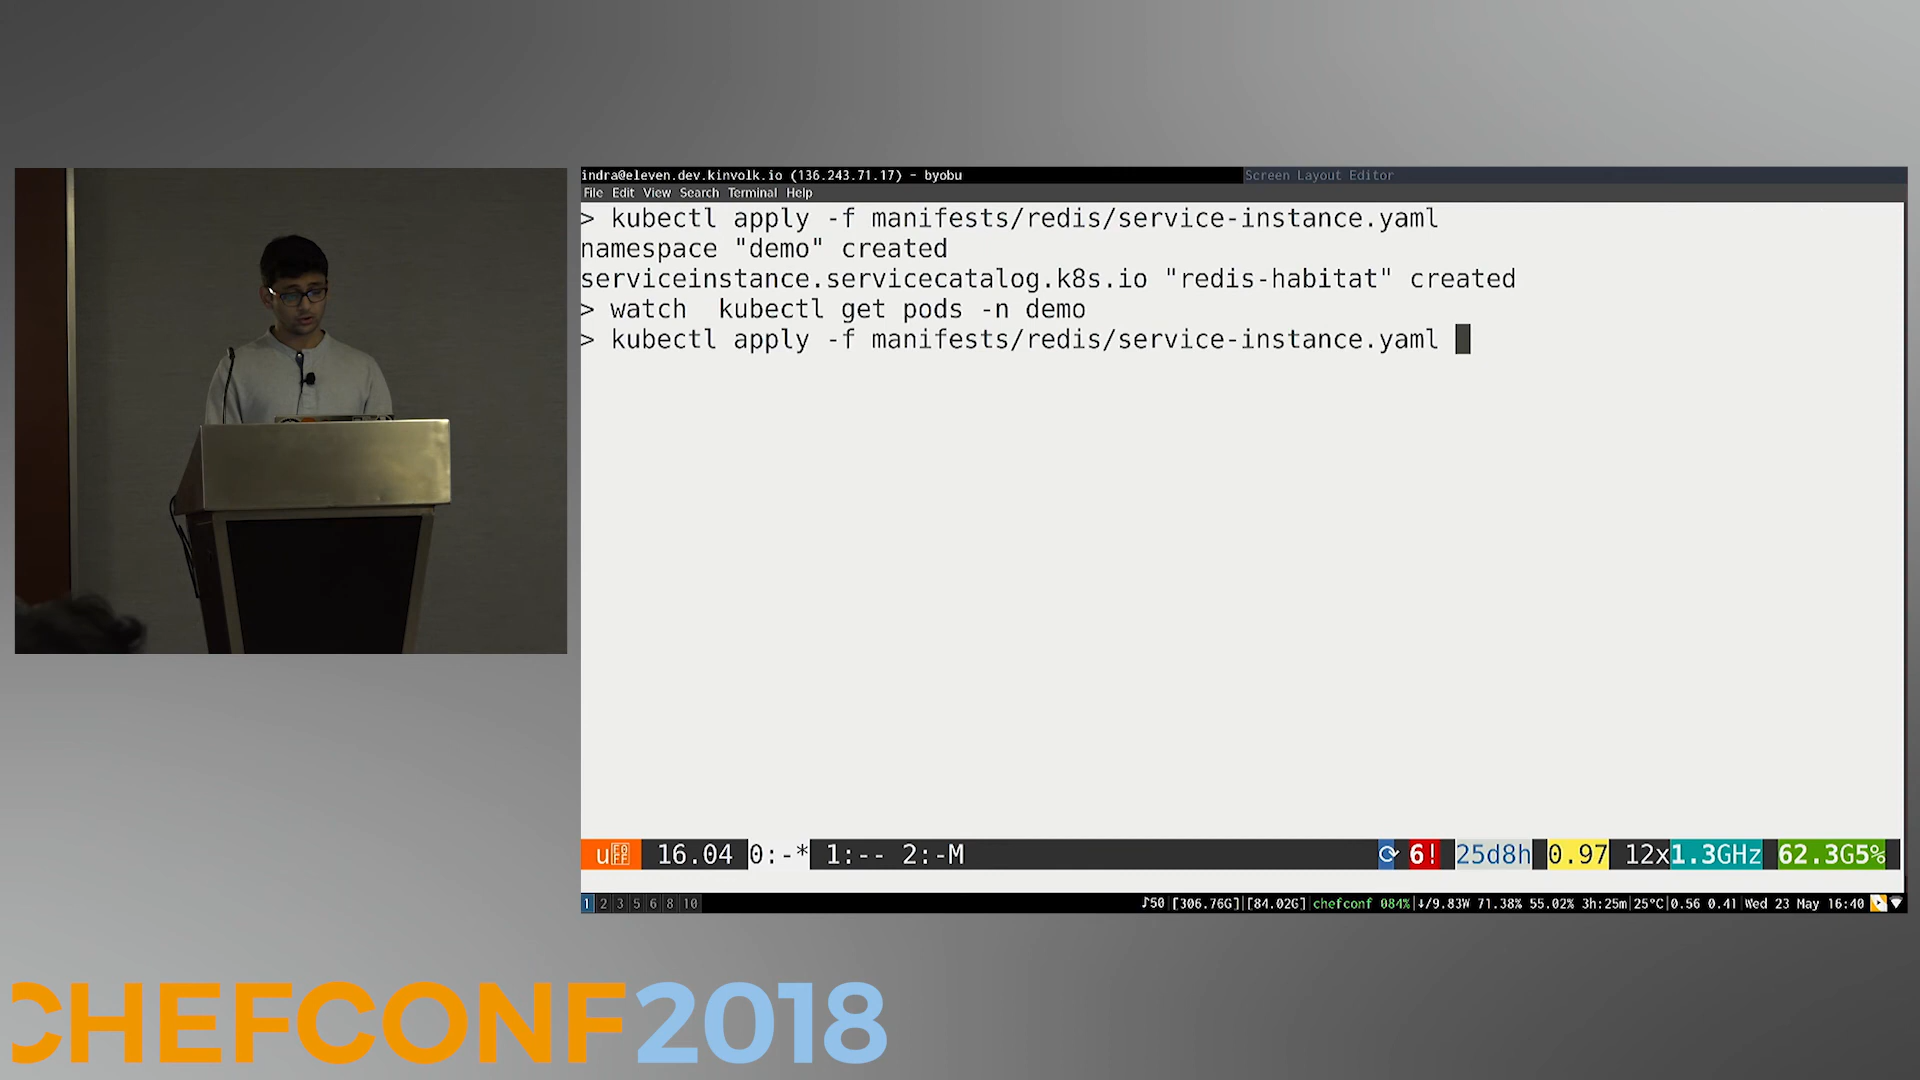 indra@eleven.dev.kinvolk.io (136.243.71.17) - byobu
Screen Layout Editor
File Edit View Search Terminal Help
> kubectl apply -f manifests/redis/service-instance.yaml
namespace "demo" created
serviceinstance.servicecatalog.k8s.io "redis-habitat" created
> watch  kubectl get pods -n demo
> kubectl apply -f manifests/redis/service-instance.yaml
u 16.04 0:-* 1:-- 2:-M 6! 25d8h 0.97 12x1.3GHz 62.3G5%
1 2 3 5 6 8 10 ♪50 [306.76G]|[84.02G]|chefconf 084%|↓/9.83W 71.38% 55.02% 3h:25m|25°C|0.56 0.41|Wed 23 May 16:40
CHEFCONF2018